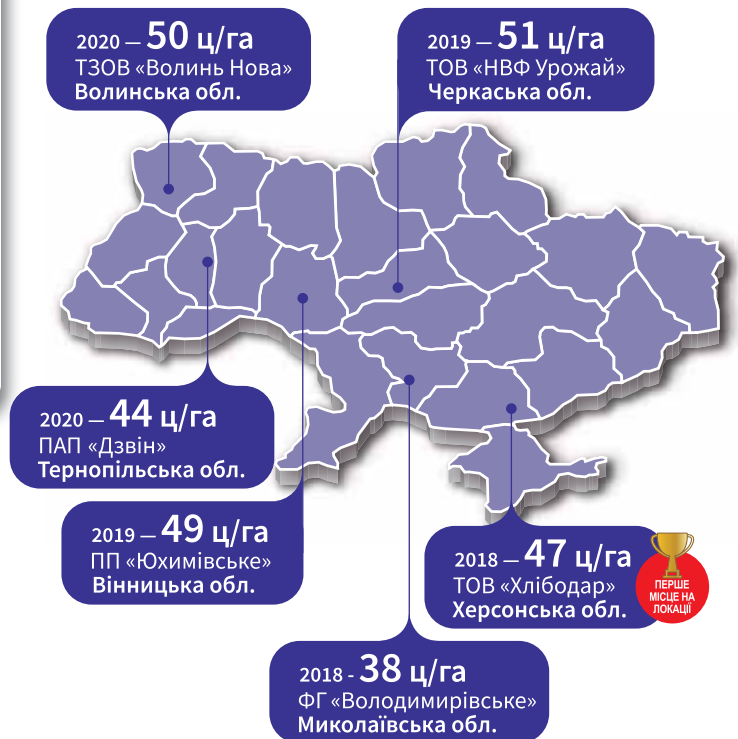 2020 — 50 ц/га
ТЗОВ «Волинь Нова»
Волинська обл.
2019 — 51 ц/га
ТОВ «НВФ Урожай»
Черкаська обл.
2020 — 44 ц/га
ПАП «Дзвін»
Тернопільська обл.
2019 — 49 ц/га
ПП «Юхимівське»
Вінницька обл.
2018 — 47 ц/га
ТОВ «Хлібодар»
Херсонська обл.
ПЕРШЕ
МІСЦЕ НА
ЛОКАЦІЇ
2018 - 38 ц/га
ФГ «Володимирівське»
Миколаївська обл.